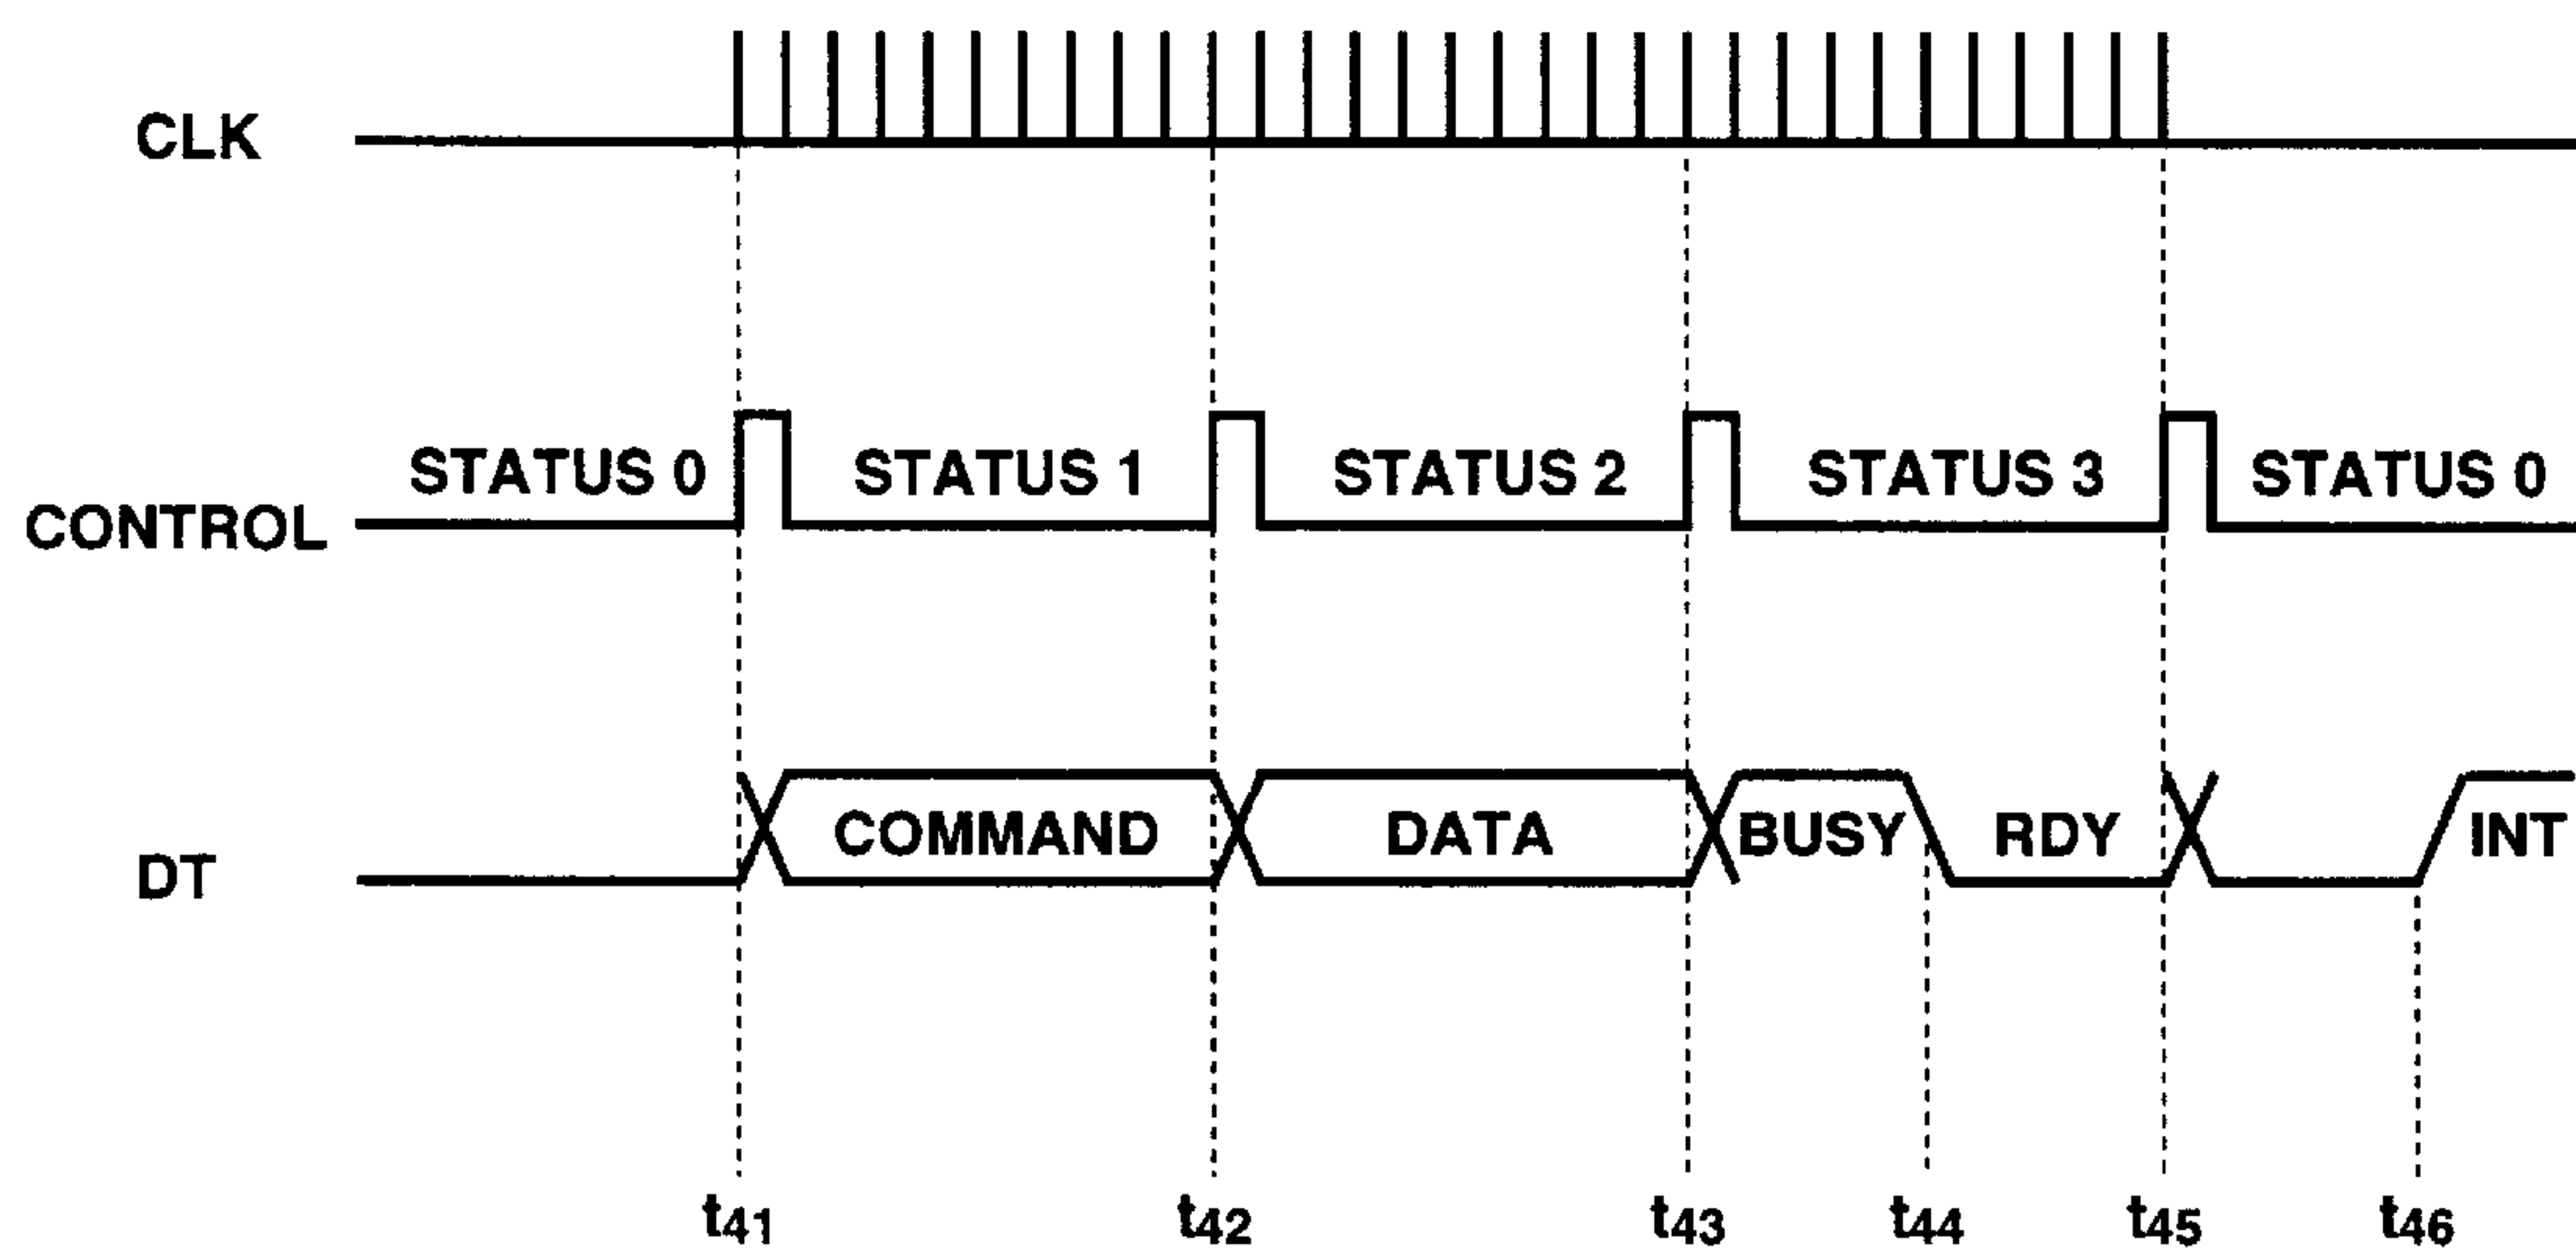 CLK
STATUS 0 STATUS 1 STATUS 2 STATUS 3 STATUS 0
CONTROL
COMMAND DATA BUSY RDY INT
DT
t41 t42 t43 t44 t45 t46